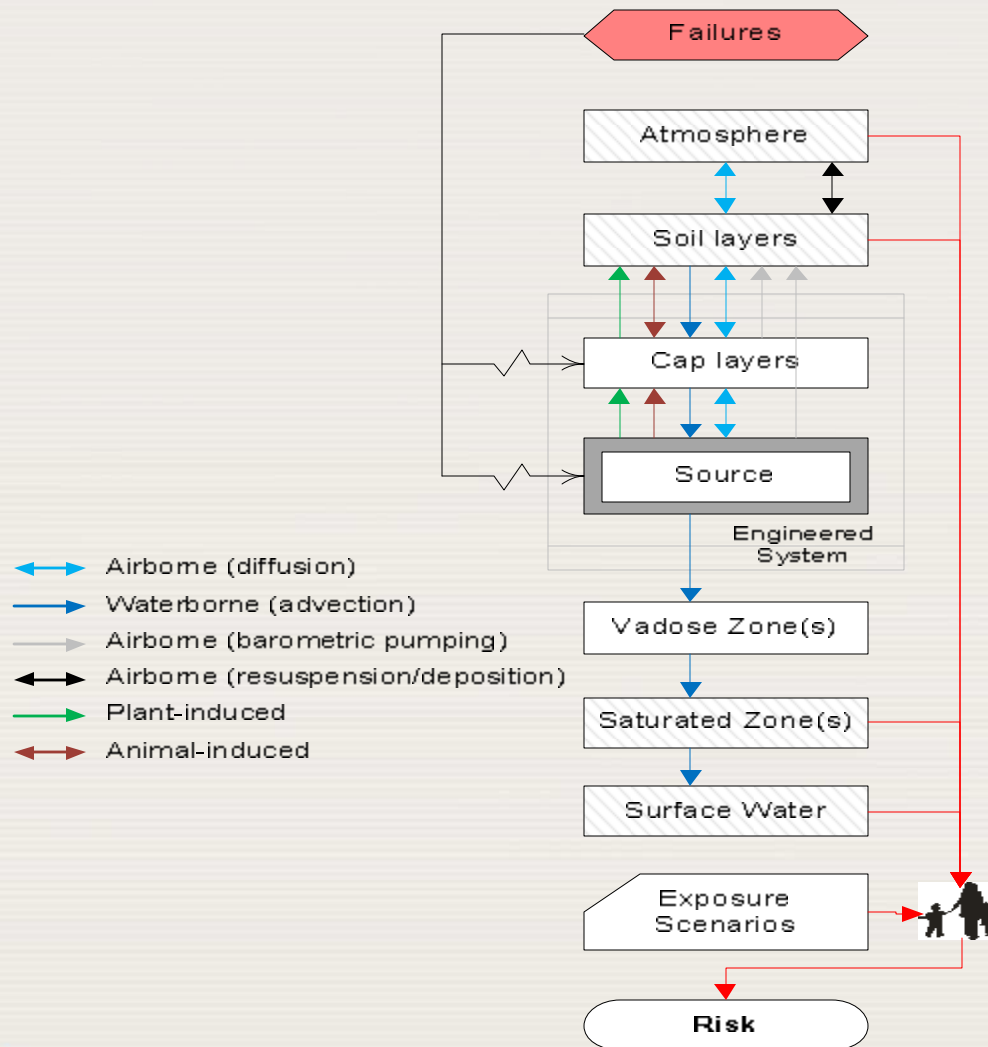 Failures
Atmosphere
Soil layers
Cap layers
Source
Engineered
System
Airborne (diffusion)
Waterborne (advection)
Airborne (barometric pumping)
Airborne (resuspension/deposition)
Plant-induced
Animal-induced
Vadose Zone(s)
Saturated Zone(s)
Surface Water
Exposure
Scenarios
Risk